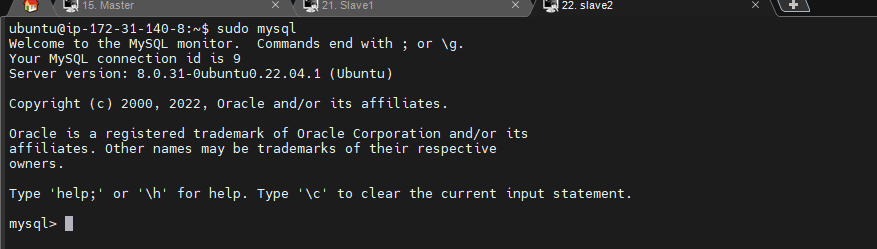 15. Master
21. Slave1
22. slave2
ubuntu@ip-172-31-140-8:~$ sudo mysql
Welcome to the MySQL monitor.  Commands end with ; or \g.
Your MySQL connection id is 9
Server version: 8.0.31-0ubuntu0.22.04.1 (Ubuntu)
Copyright (c) 2000, 2022, Oracle and/or its affiliates.
Oracle is a registered trademark of Oracle Corporation and/or its
affiliates. Other names may be trademarks of their respective
owners.
Type 'help;' or '\h' for help. Type '\c' to clear the current input statement.
mysql>